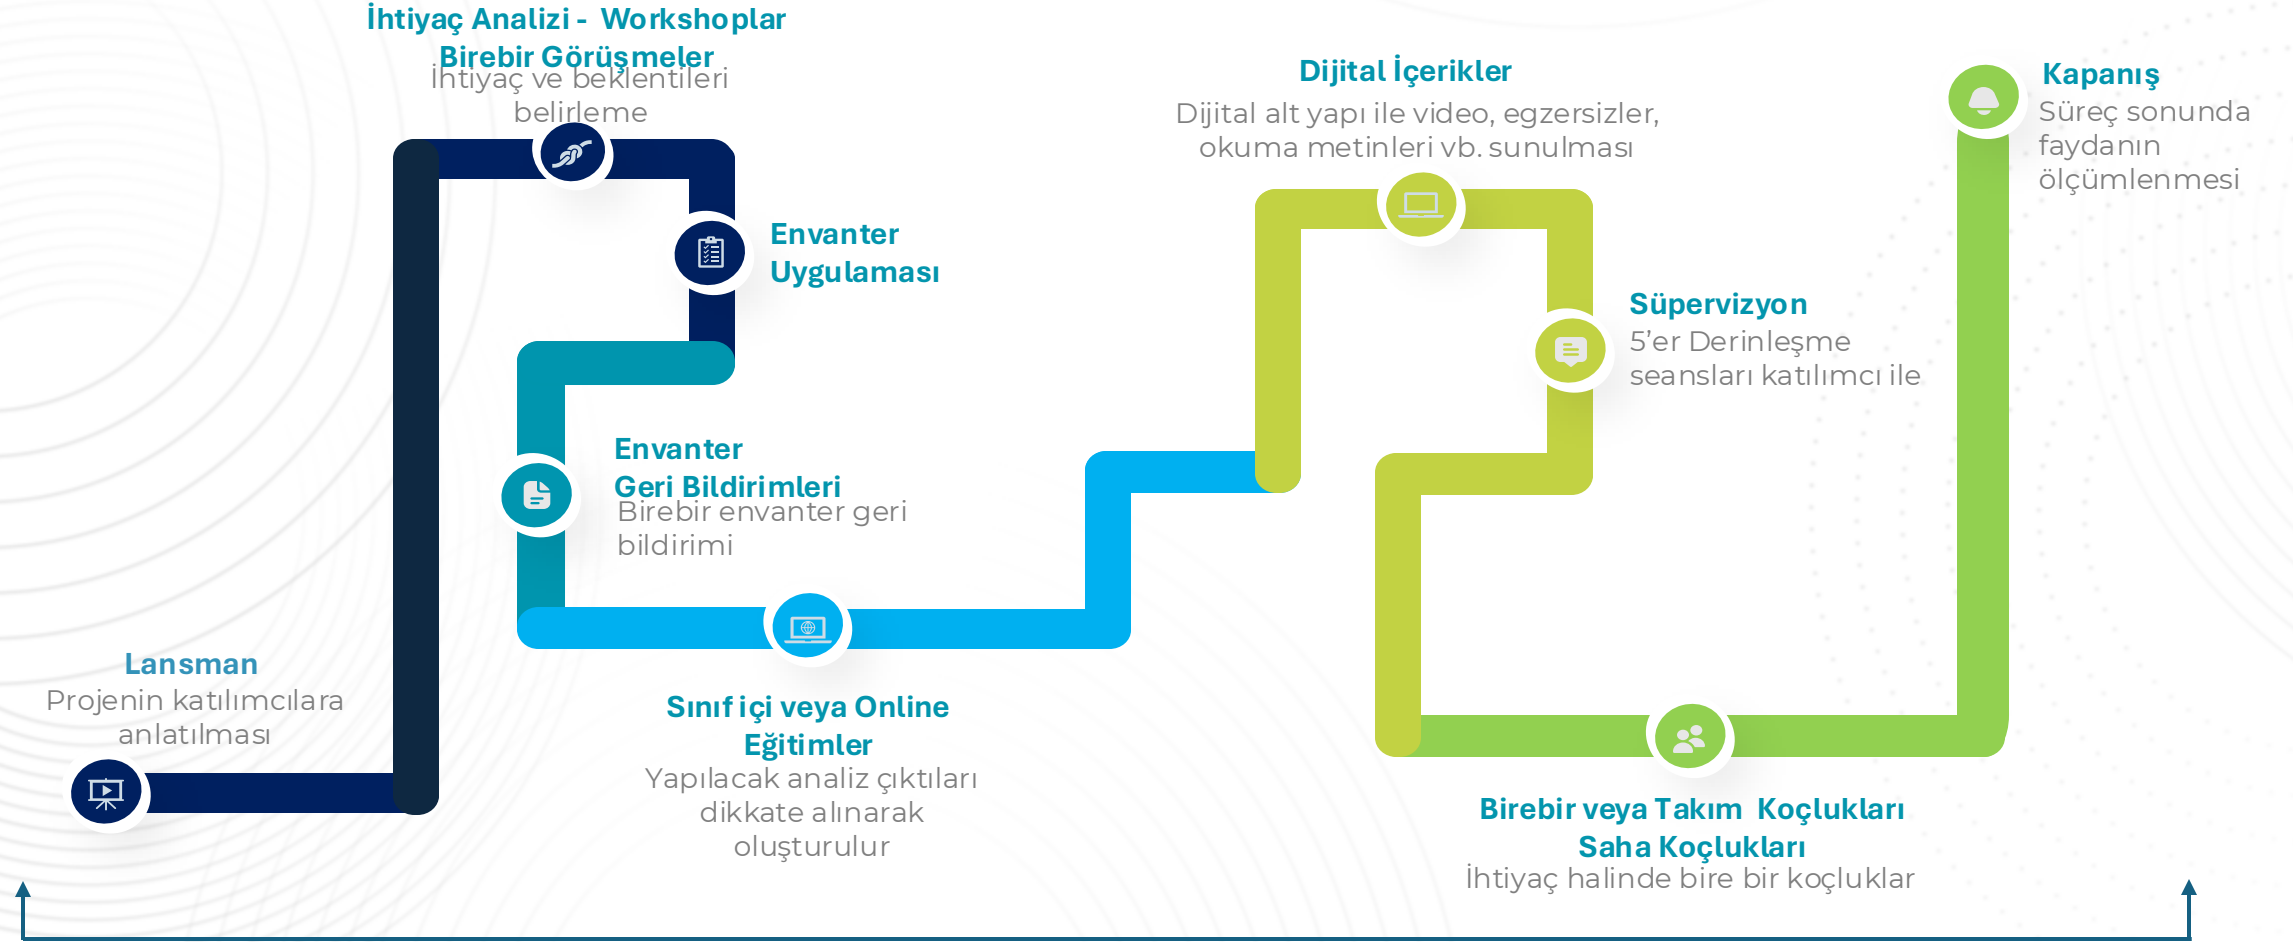 Lansman
Projenin katılımcılara
anlatılması
İhtiyaç Analizi - Workshoplar
Birebir Görüşmeler
İhtiyaç ve beklentileri
belirleme
Envanter
Uygulaması
Envanter
Geri Bildirimleri
Birebir envanter geri
bildirimi
Sınıf içi veya Online
Eğitimler
Yapılacak analiz çıktıları
dikkate alınarak
oluşturulur
Dijital İçerikler
Dijital alt yapı ile video, egzersizler,
okuma metinleri vb. sunulması
Süpervizyon
5’er Derinleşme
seansları katılımcı ile
Birebir veya Takım Koçlukları
Saha Koçlukları
İhtiyaç halinde bire bir koçluklar
Kapanış
Süreç sonunda
faydanın
ölçümlenmesi